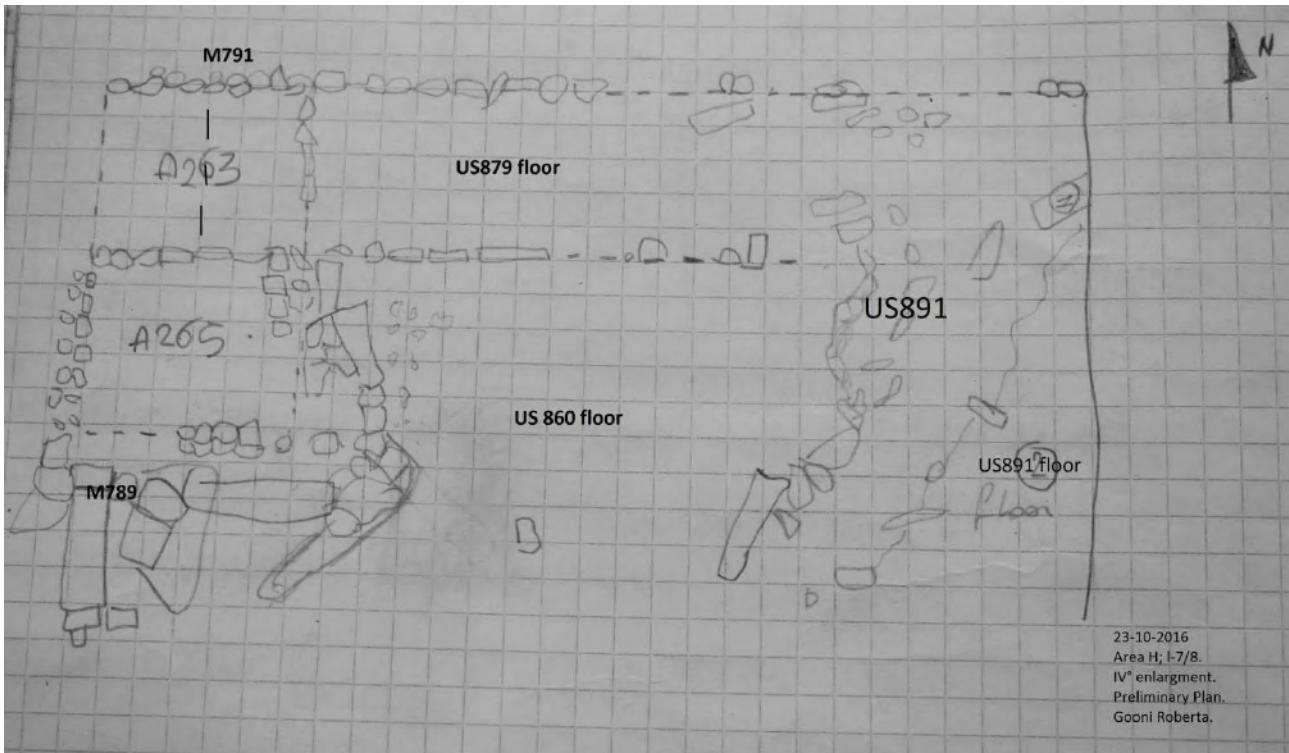 M791
N
A263
US879 floor
US891
A265
US 860 floor
US891 floor
floor
M789
23-10-2016
Area H; I-7/8.
IV° enlargment.
Preliminary Plan.
Gooni Roberta.